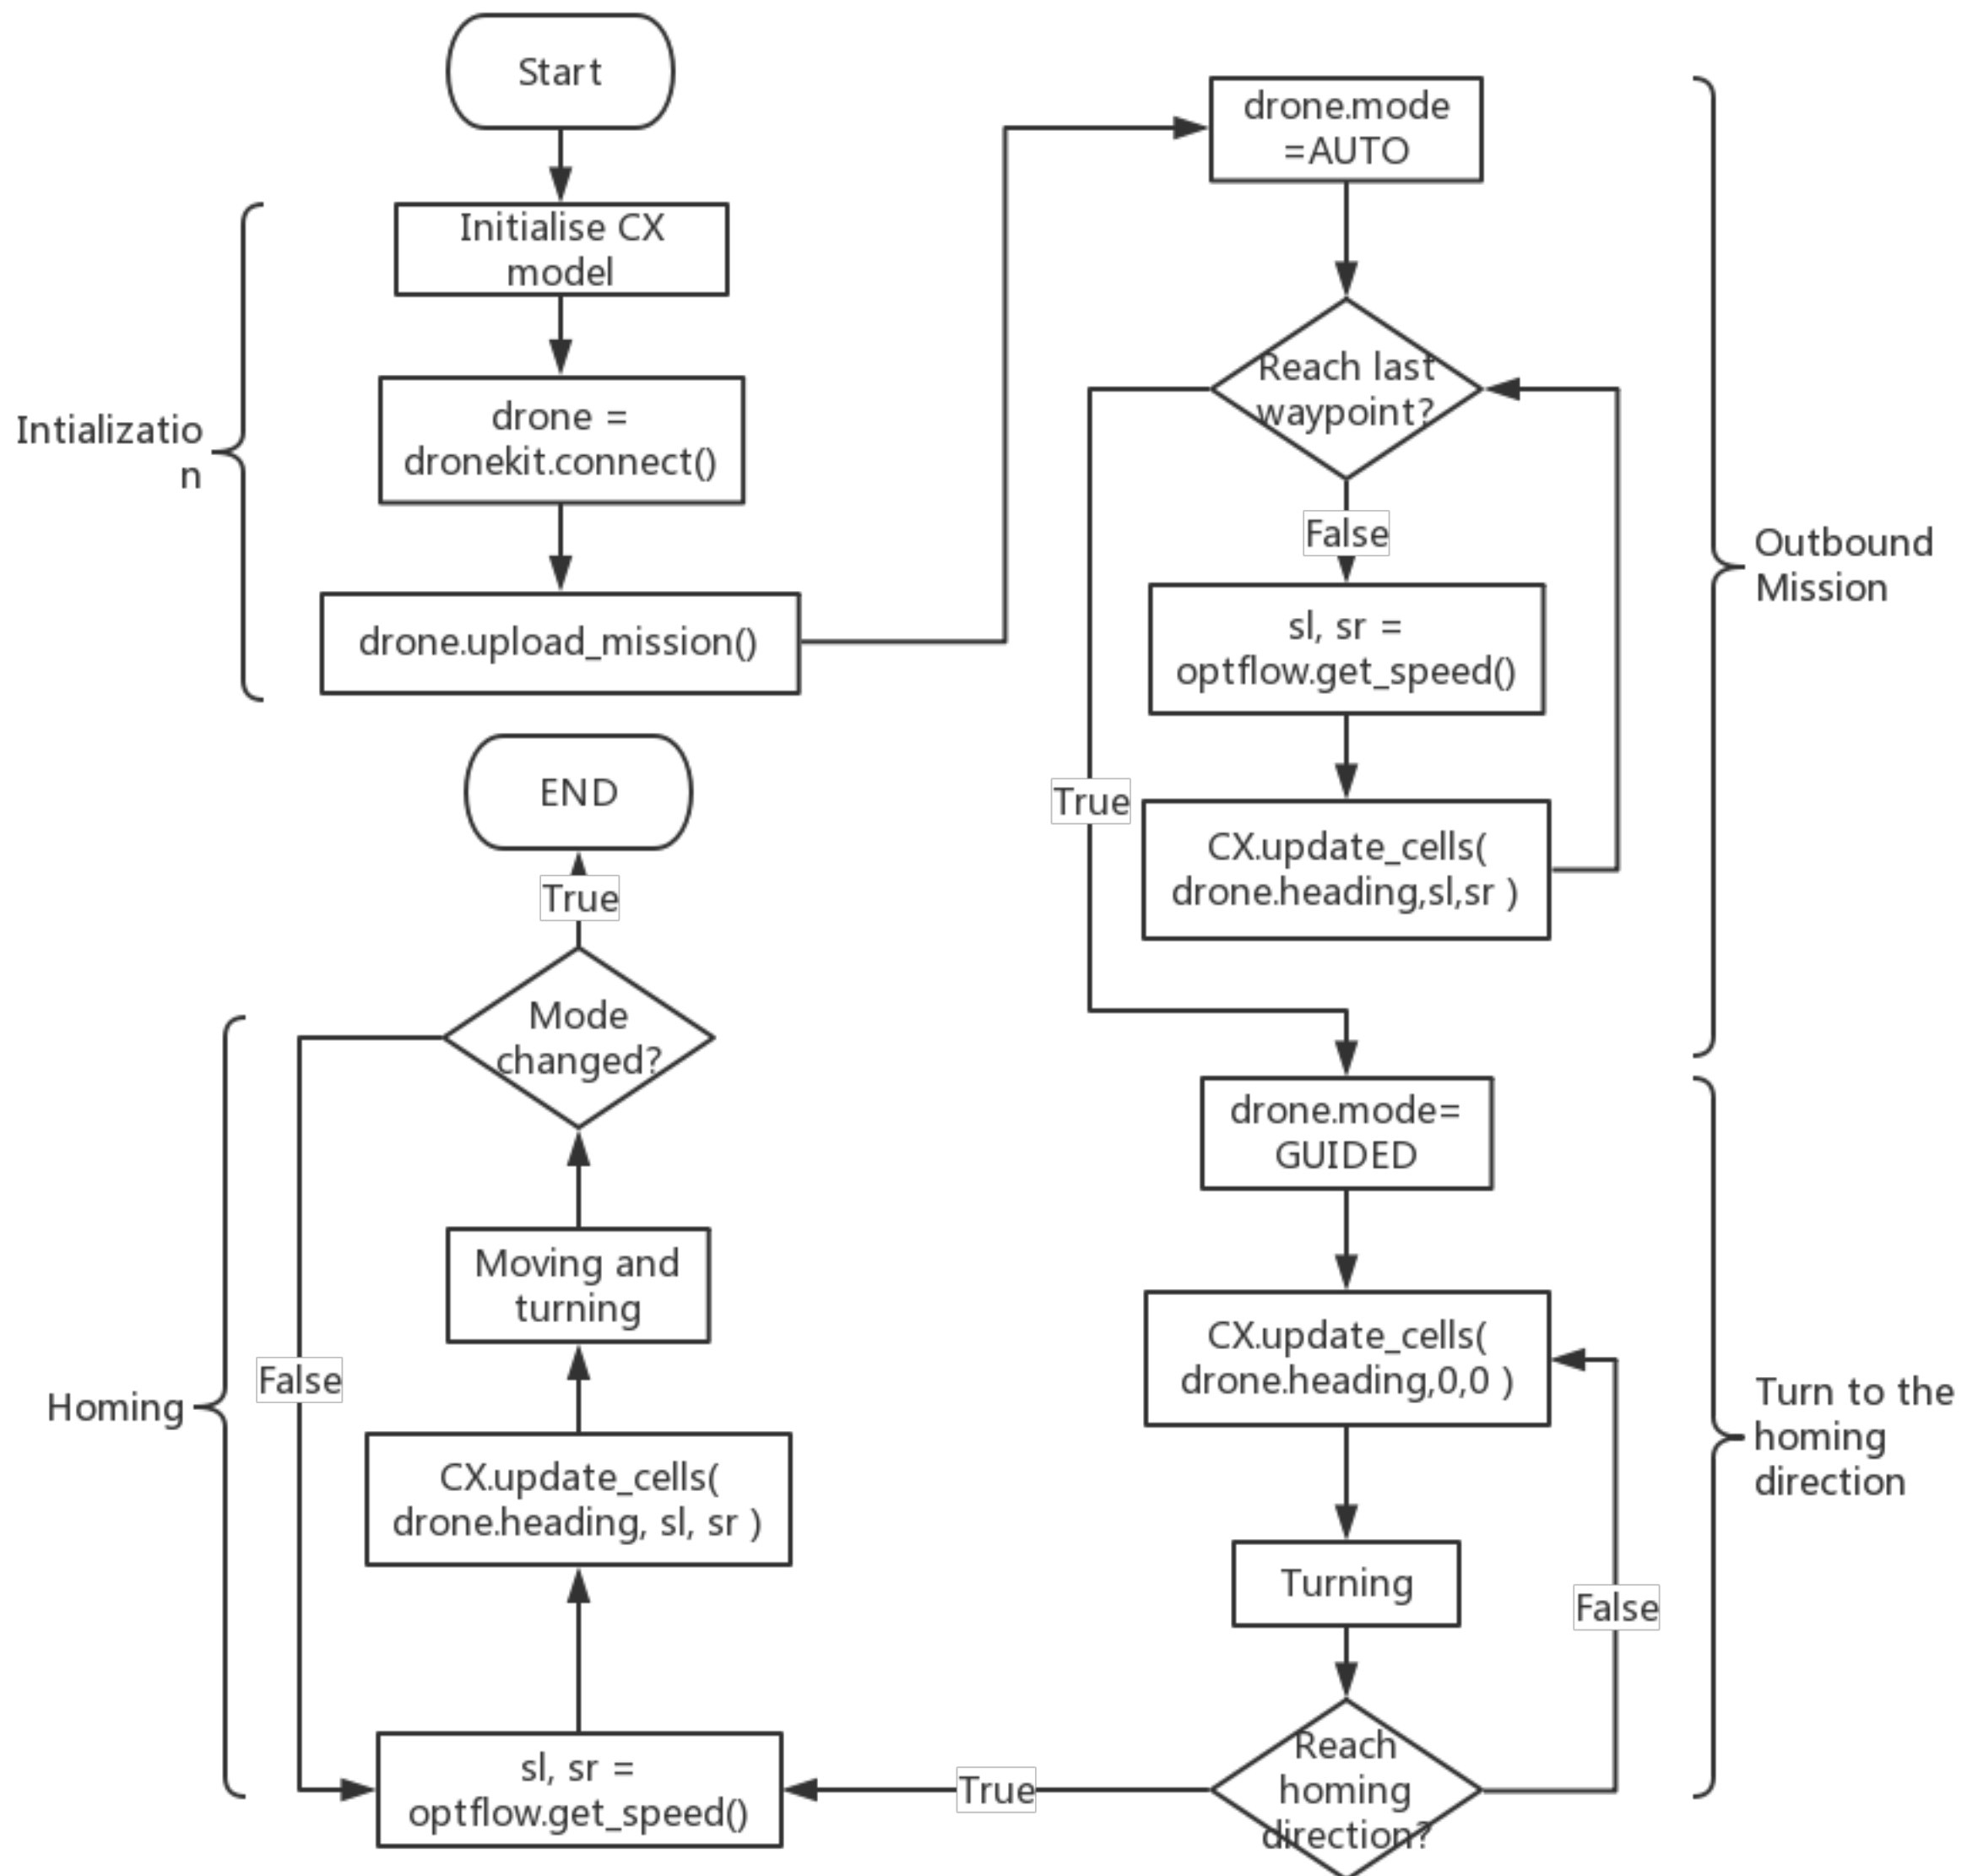 Start
Initialise CX
model
drone =
dronekit.connect()
drone.upload_mission()
Intializatio
n
drone.mode
=AUTO
Reach last
waypoint?
False
sl, sr =
optflow.get_speed()
CX.update_cells(
drone.heading,sl,sr )
True
Outbound
Mission
drone.mode=
GUIDED
CX.update_cells(
drone.heading,0,0 )
Turning
Reach
homing
direction?
False
True
Turn to the
homing
direction
sl, sr =
optflow.get_speed()
CX.update_cells(
drone.heading, sl, sr )
Moving and
turning
Mode
changed?
False
True
END
Homing